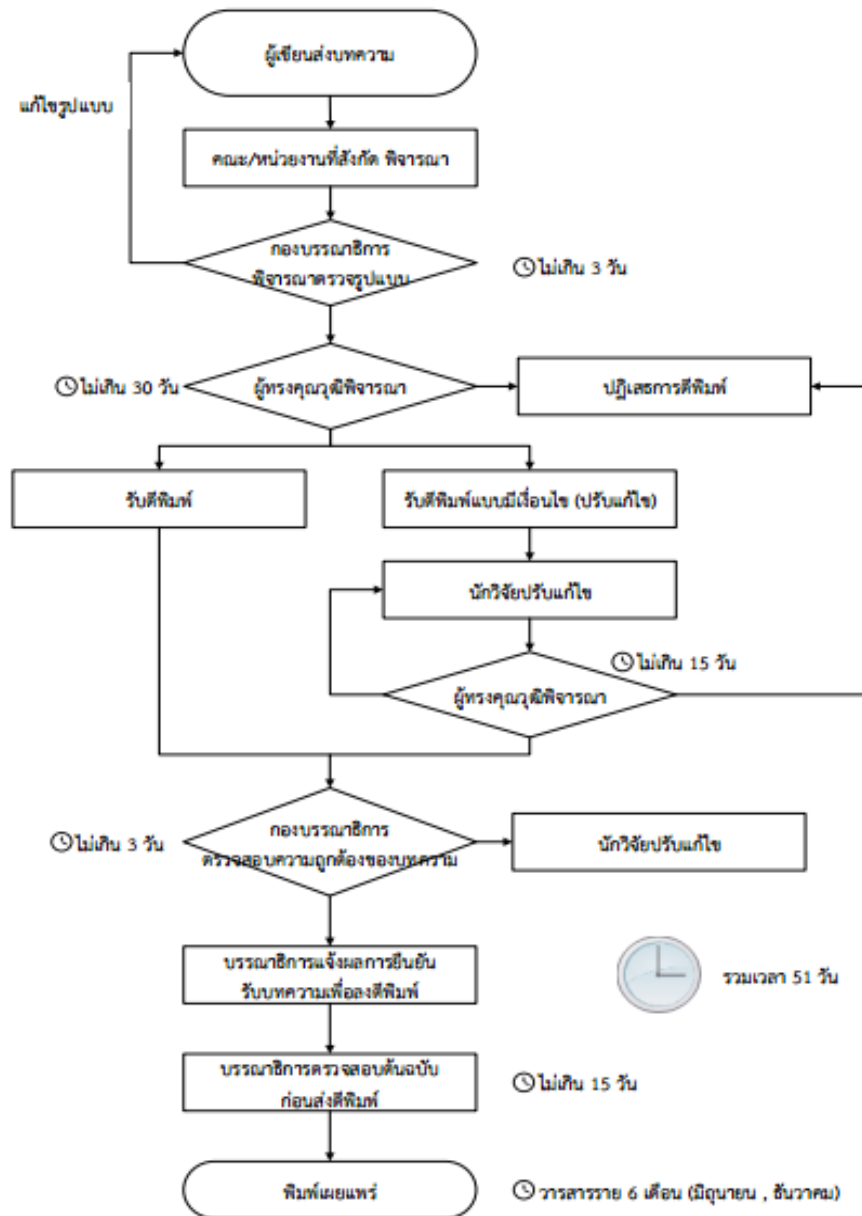 ผู้เขียนส่งบทความ
แก้ไขรูปแบบ
คณะ/หน่วยงานที่สังกัด พิจารณา
กองบรรณาธิการ
พิจารณาตรวจรูปแบบ
ไม่เกิน 3 วัน
ไม่เกิน 30 วัน
ผู้ทรงคุณวุฒิพิจารณา
ปฏิเสธการตีพิมพ์
รับตีพิมพ์
รับตีพิมพ์แบบมีเงื่อนไข (ปรับแก้ไข)
นักวิจัยปรับแก้ไข
ไม่เกิน 15 วัน
ผู้ทรงคุณวุฒิพิจารณา
ไม่เกิน 3 วัน
กองบรรณาธิการ
ตรวจสอบความถูกต้องของบทความ
นักวิจัยปรับแก้ไข
บรรณาธิการแจ้งผลการยืนยัน
รับบทความเพื่อลงตีพิมพ์
รวมเวลา 51 วัน
บรรณาธิการตรวจสอบต้นฉบับ
ก่อนส่งตีพิมพ์
ไม่เกิน 15 วัน
พิมพ์เผยแพร่
วารสารราย 6 เดือน (มิถุนายน , ธันวาคม)